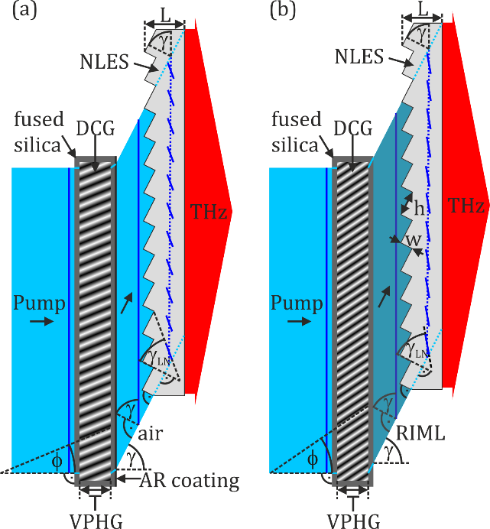 (a)
L
γ
NLES
fused
silica
DCG
THz
Pump
γLN
γ
air
ϕ
γ
AR coating
T
VPHG
(b)
L
γ
NLES
fused
silica
DCG
h
THz
w
Pump
γLN
γ
RIML
ϕ
γ
T
VPHG